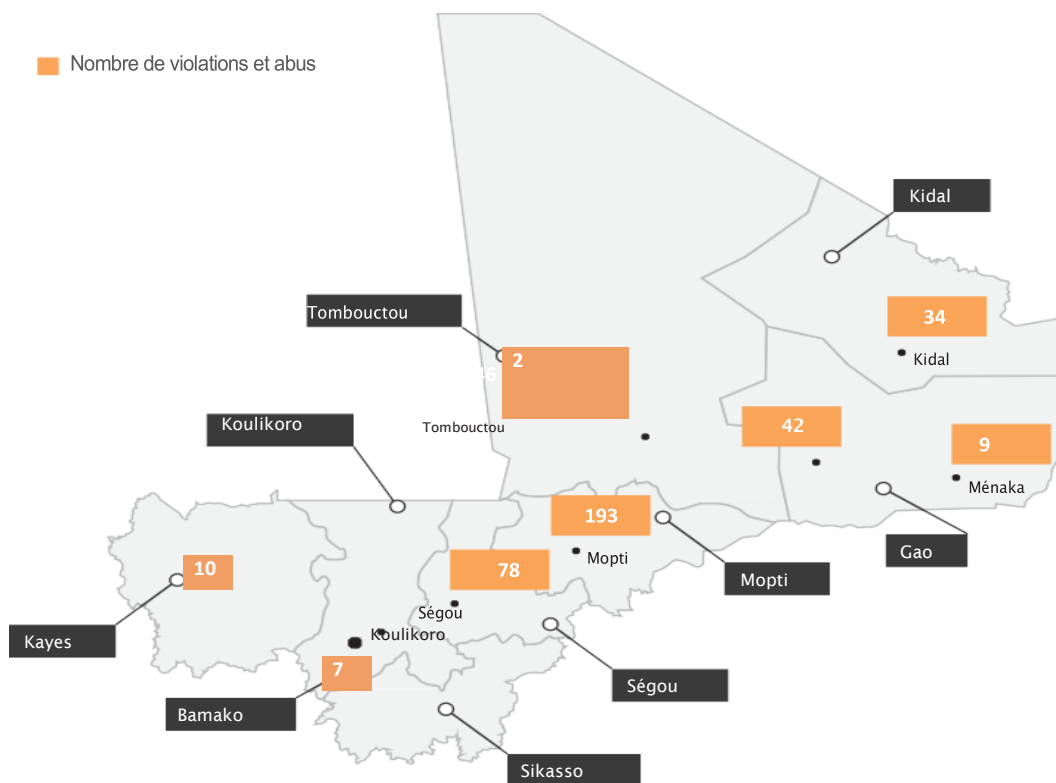 Nombre de violations et abus
Kidal
34
Kidal
Tombouctou
2
Tombouctou
Koulikoro
42
9
Ménaka
193
Mopti
Gao
Mopti
10
78
Ségou
Koulikoro
Kayes
7
Ségou
Bamako
Sikasso